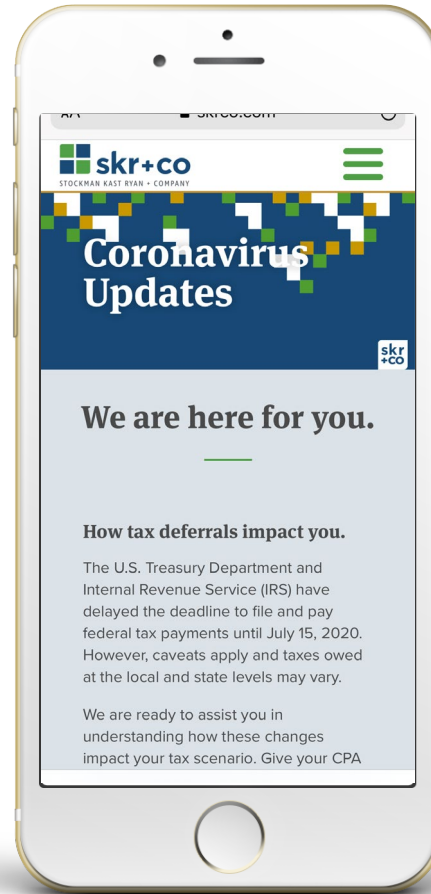 AA skrco.com
skr+co
STOCKMAN KAST RYAN + COMPANY
Coronavirus
Updates
skr
+co
We are here for you.
How tax deferrals impact you.
The U.S. Treasury Department and
Internal Revenue Service (IRS) have
delayed the deadline to file and pay
federal tax payments until July 15, 2020.
However, caveats apply and taxes owed
at the local and state levels may vary.
We are ready to assist you in
understanding how these changes
impact your tax scenario. Give your CPA